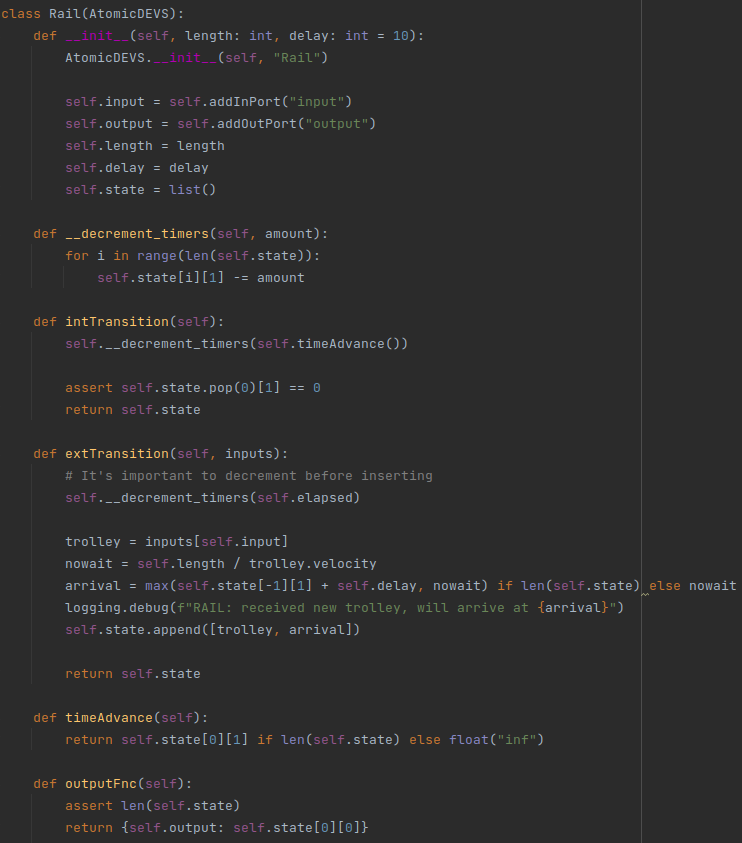 class Rail(AtomicDEVS):
    def __init__(self, length: int, delay: int = 10):
        AtomicDEVS.__init__(self, "Rail")

        self.input = self.addInPort("input")
        self.output = self.addOutPort("output")
        self.length = length
        self.delay = delay
        self.state = list()

    def __decrement_timers(self, amount):
        for i in range(len(self.state)):
            self.state[i][1] -= amount

    def intTransition(self):
        self.__decrement_timers(self.timeAdvance())

        assert self.state.pop(0)[1] == 0
        return self.state

    def extTransition(self, inputs):
        # It's important to decrement before inserting
        self.__decrement_timers(self.elapsed)

        trolley = inputs[self.input]
        nowait = self.length / trolley.velocity
        arrival = max(self.state[-1][1] + self.delay, nowait) if len(self.state) else nowait
        logging.debug(f"RAIL: received new trolley, will arrive at {arrival}")
        self.state.append([trolley, arrival])

        return self.state

    def timeAdvance(self):
        return self.state[0][1] if len(self.state) else float("inf")

    def outputFnc(self):
        assert len(self.state)
        return {self.output: self.state[0][0]}